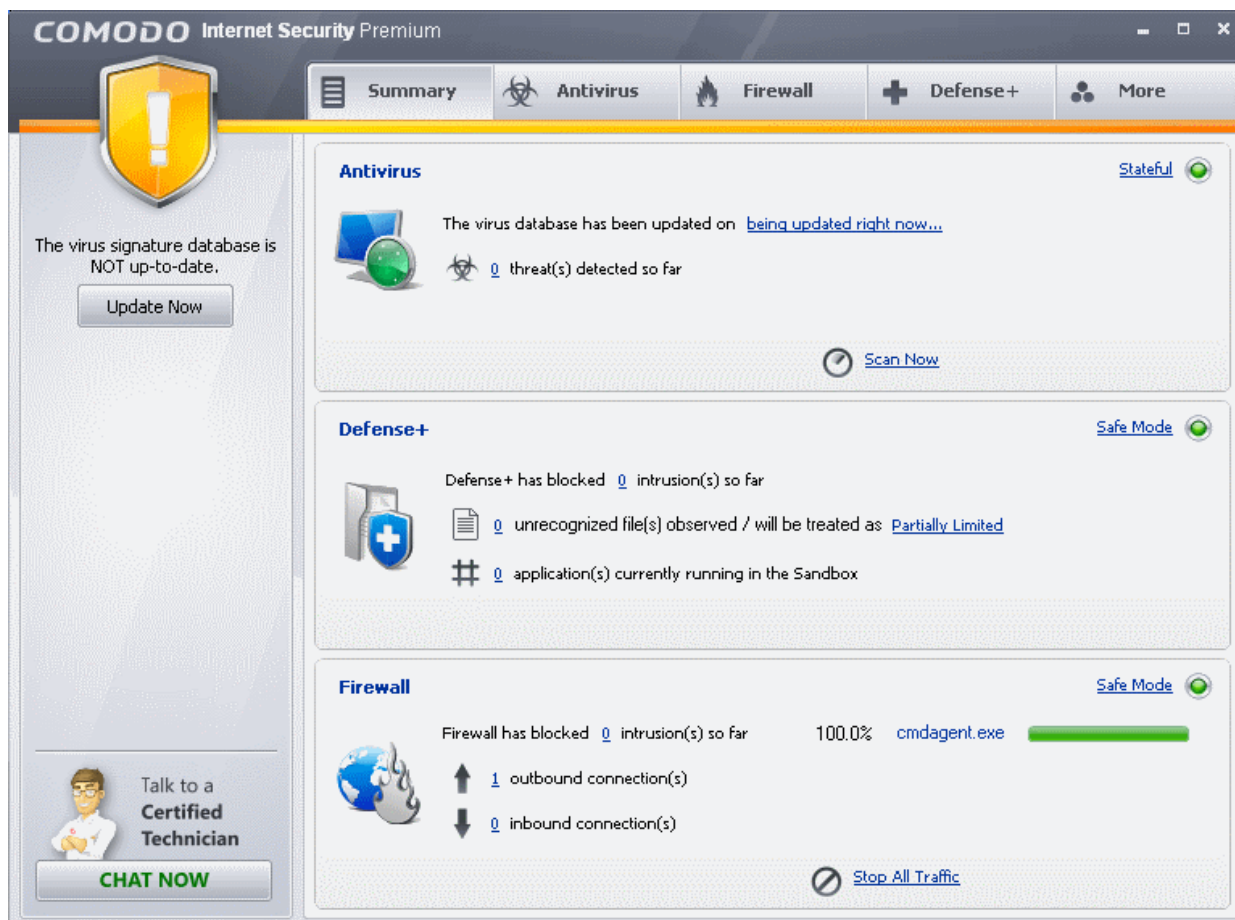 COMODO Internet Security Premium
Summary
Antivirus
Firewall
Defense+
More
The virus signature database is
NOT up-to-date.
Update Now
Talk to a
Certified
Technician
CHAT NOW
Antivirus
Stateful
The virus database has been updated on being updated right now...
0 threat(s) detected so far
Scan Now
Defense+
Safe Mode
Defense+ has blocked 0 intrusion(s) so far
0 unrecognized file(s) observed / will be treated as Partially Limited
0 application(s) currently running in the Sandbox
Firewall
Safe Mode
Firewall has blocked 0 intrusion(s) so far
100.0% cmdagent.exe
1 outbound connection(s)
0 inbound connection(s)
Stop All Traffic